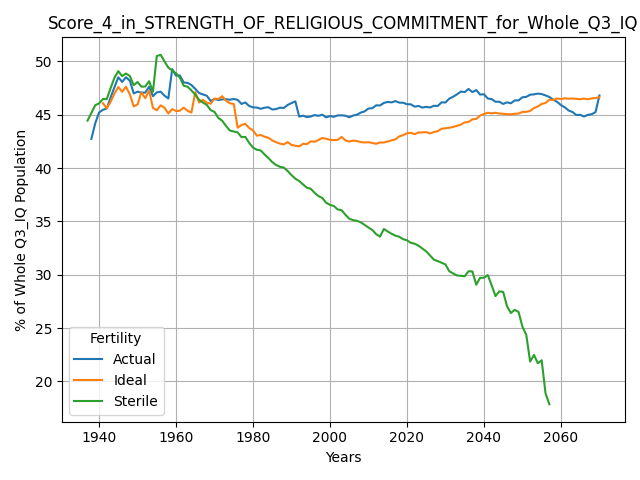 Score_4_in_STRENGTH_OF_RELIGIOUS_COMMITMENT_for_Whole_Q3_IQ
% of Whole Q3_IQ Population
50
45
40
35
30
25
20
Fertility
Actual
Ideal
Sterile
1940 1960 1980 2000 2020 2040 2060
Years